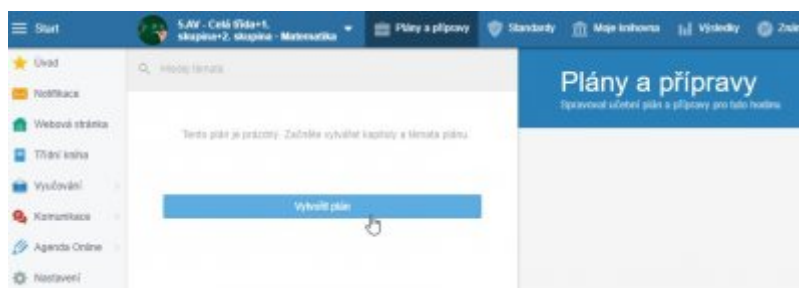 Start
5.AV - Celá třída+1.
skupina+2. skupina - Matematika
Plány a přípravy
Standardy
Moje knihovna
Výsledky
Úvod
Notifikace
Webová stránka
Třídní kniha
Vyučování
Komunikace
Agenda Online
Nastavení
Hledaj témata
Tento plán je prázdný. Začněte vytvářet kapitoly a témata plánu.
Vytvořit plán
Plány a přípravy
Spravovat učební plán a přípravy pro tuto hodinu